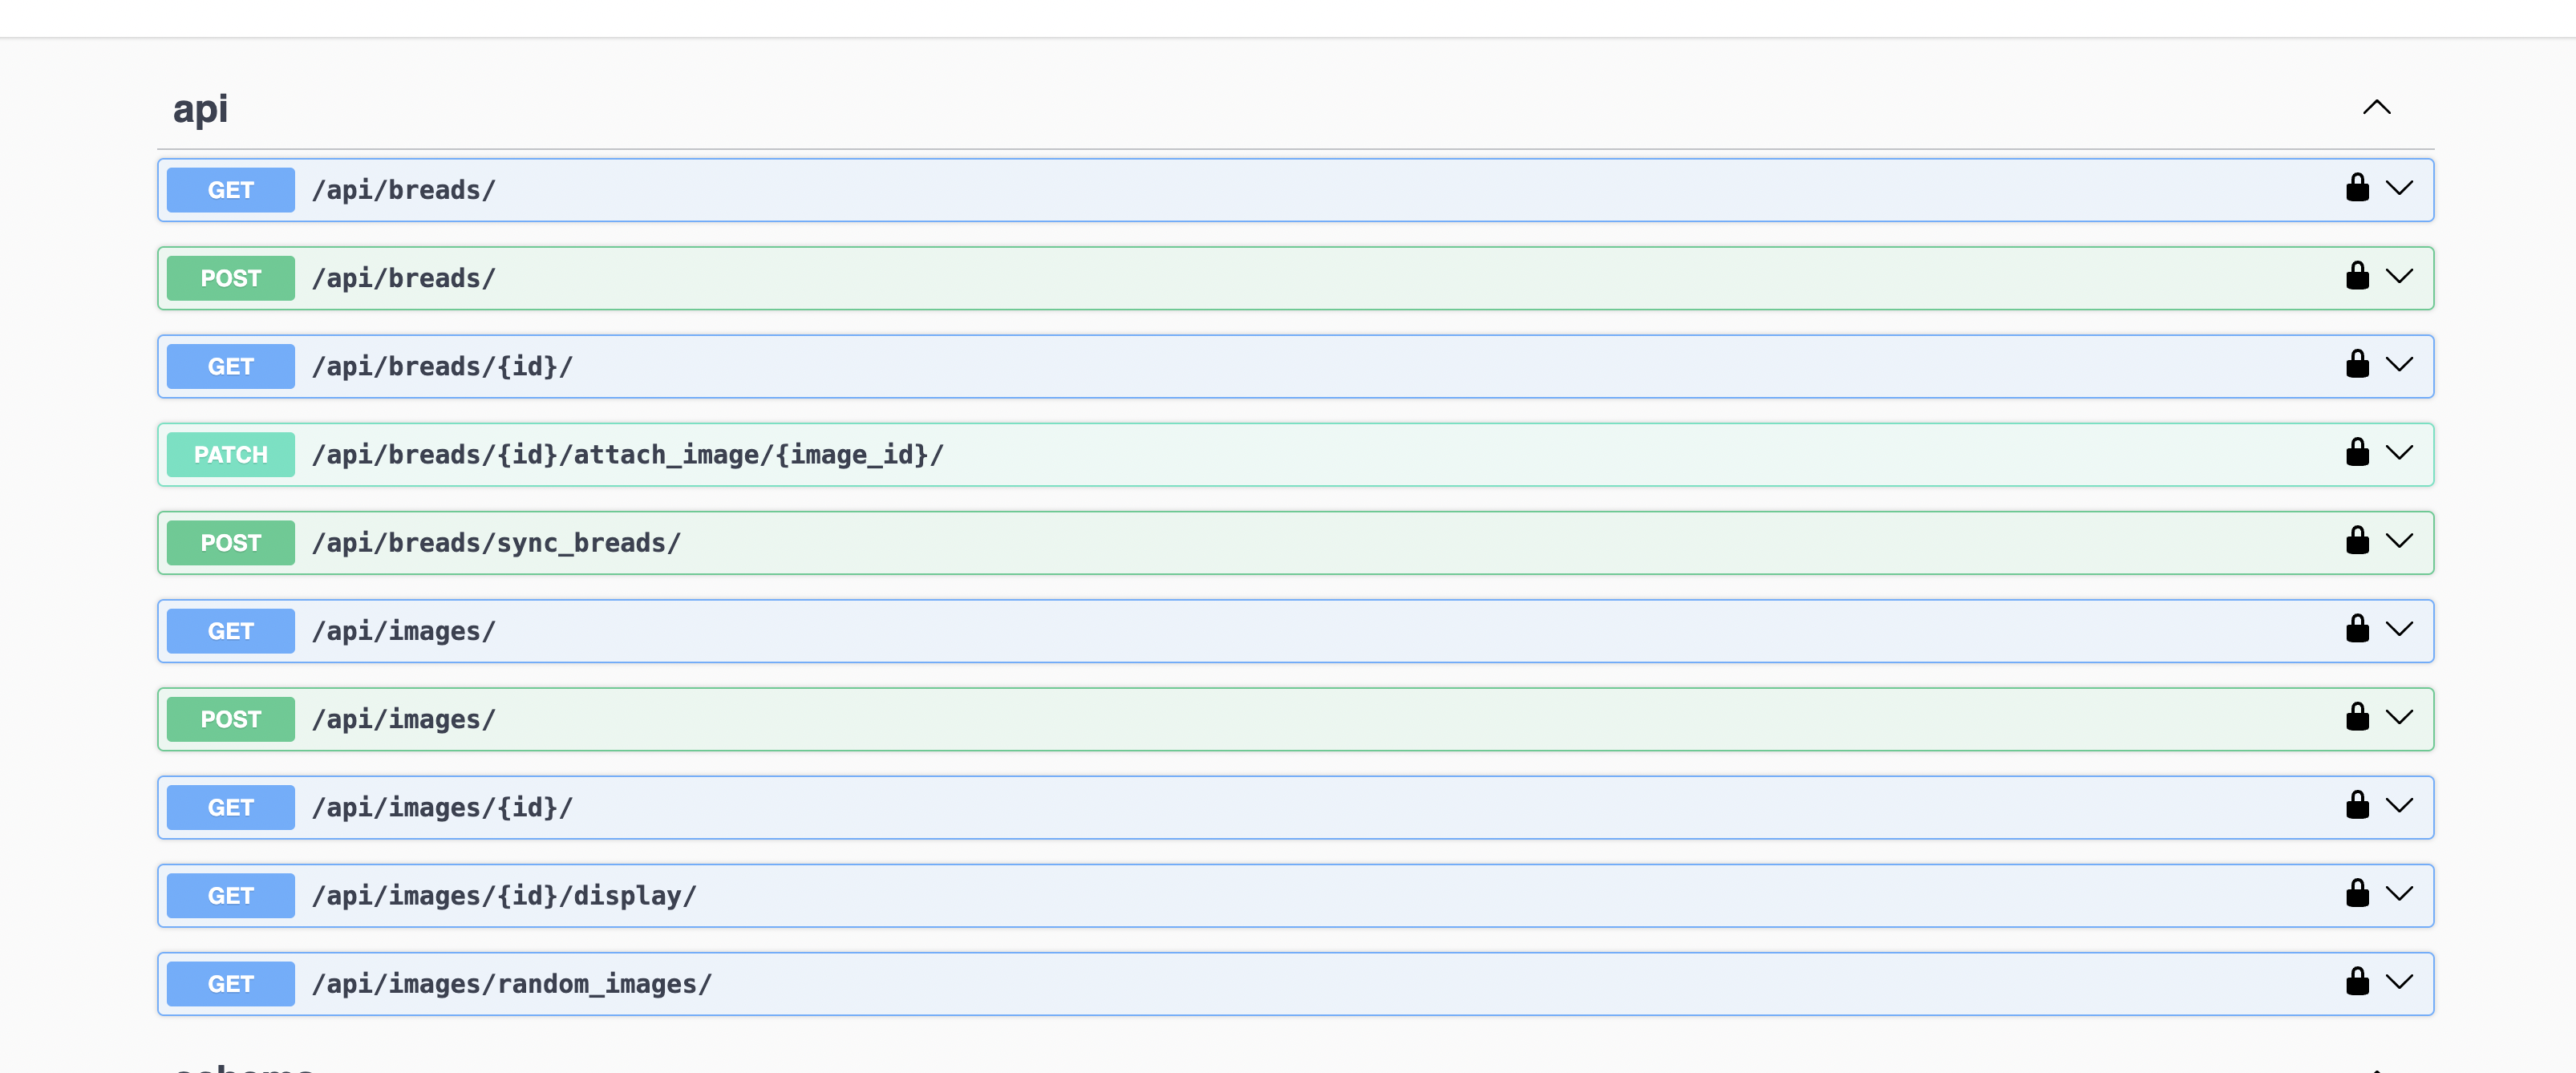 api
GET /api/breads/
POST /api/breads/
GET /api/breads/{id}/
PATCH /api/breads/{id}/attach_image/{image_id}/
POST /api/breads/sync_breads/
GET /api/images/
POST /api/images/
GET /api/images/{id}/
GET /api/images/{id}/display/
GET /api/images/random_images/